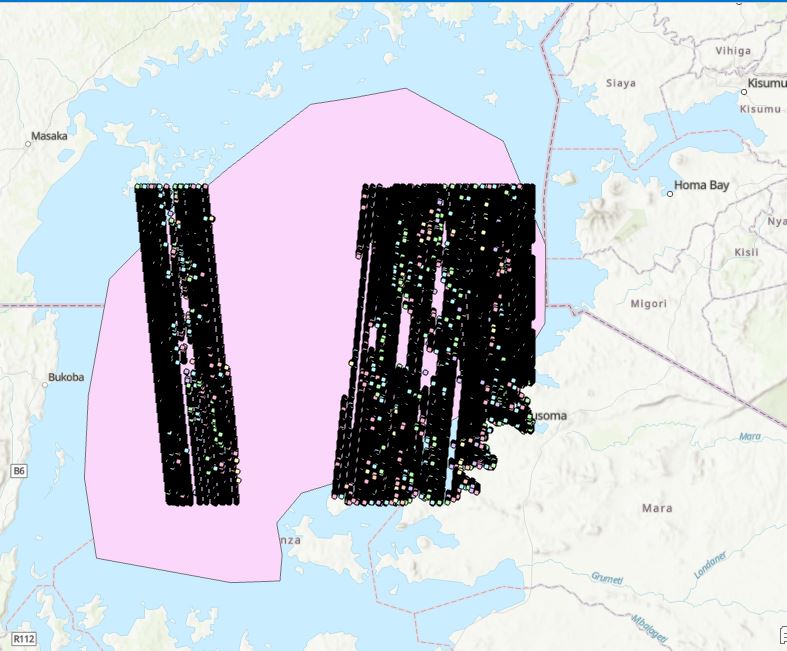 Vihiga
Siaya
Kisumu
Kisumu
Masaka
Homa Bay
Nya
Kisii
Migori
Bukoba
usoma
Mara
B6
Mara
nza
Grumeti
Londaner
Mbalageti
R112